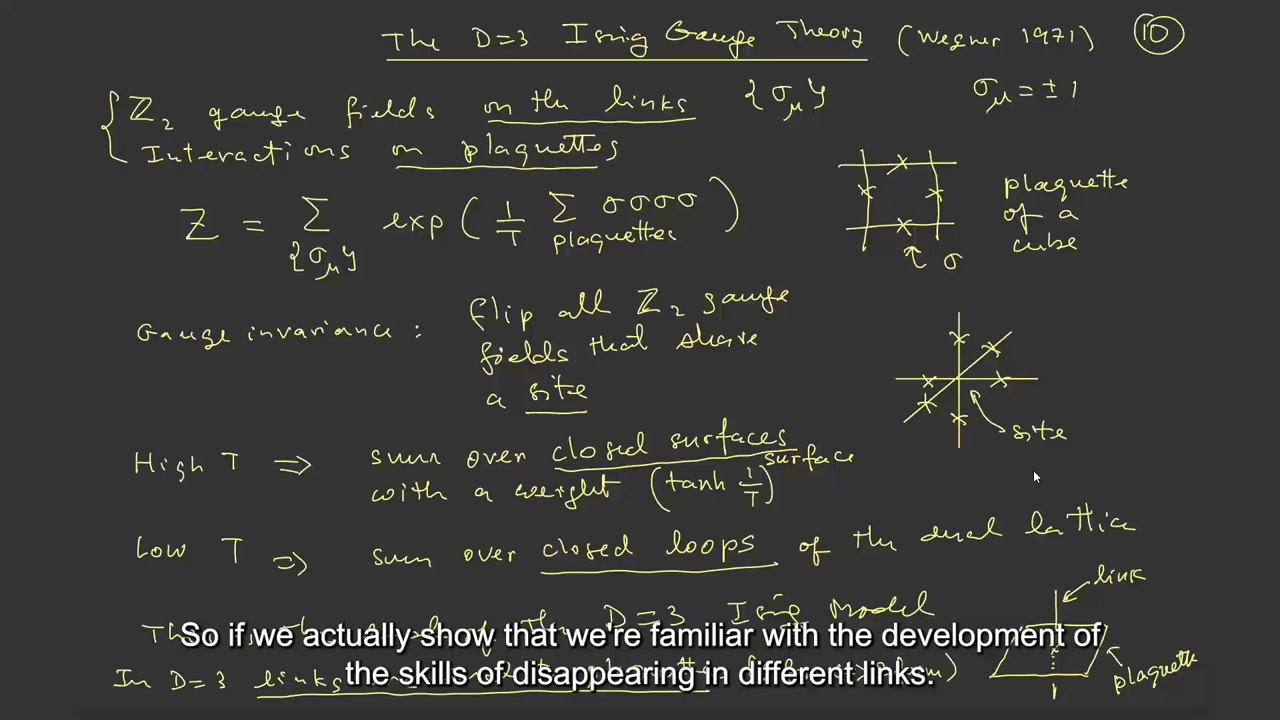 The D=3 Ising Gauge Theory (Wegner 1971) 10
ℤ₂ gauge fields on the links {σ_μ} σ_μ = ± 1
Interactions on plaquettes
Z = Σ exp( 1/T Σ σσσσ )
{σ_μ} plaquettes
plaquette
of a
cube
σ
Gauge invariance : flip all ℤ₂ gauge
fields that share
a site
site
High T ⇒ sum over closed surfaces
with a weight (tanh 1/T)^surface
Low T ⇒ sum over closed loops of the dual lattice
link
D=3 Ising Model
plaquette
In D=3 links
So if we actually show that we're familiar with the development of
the skills of disappearing in different links.